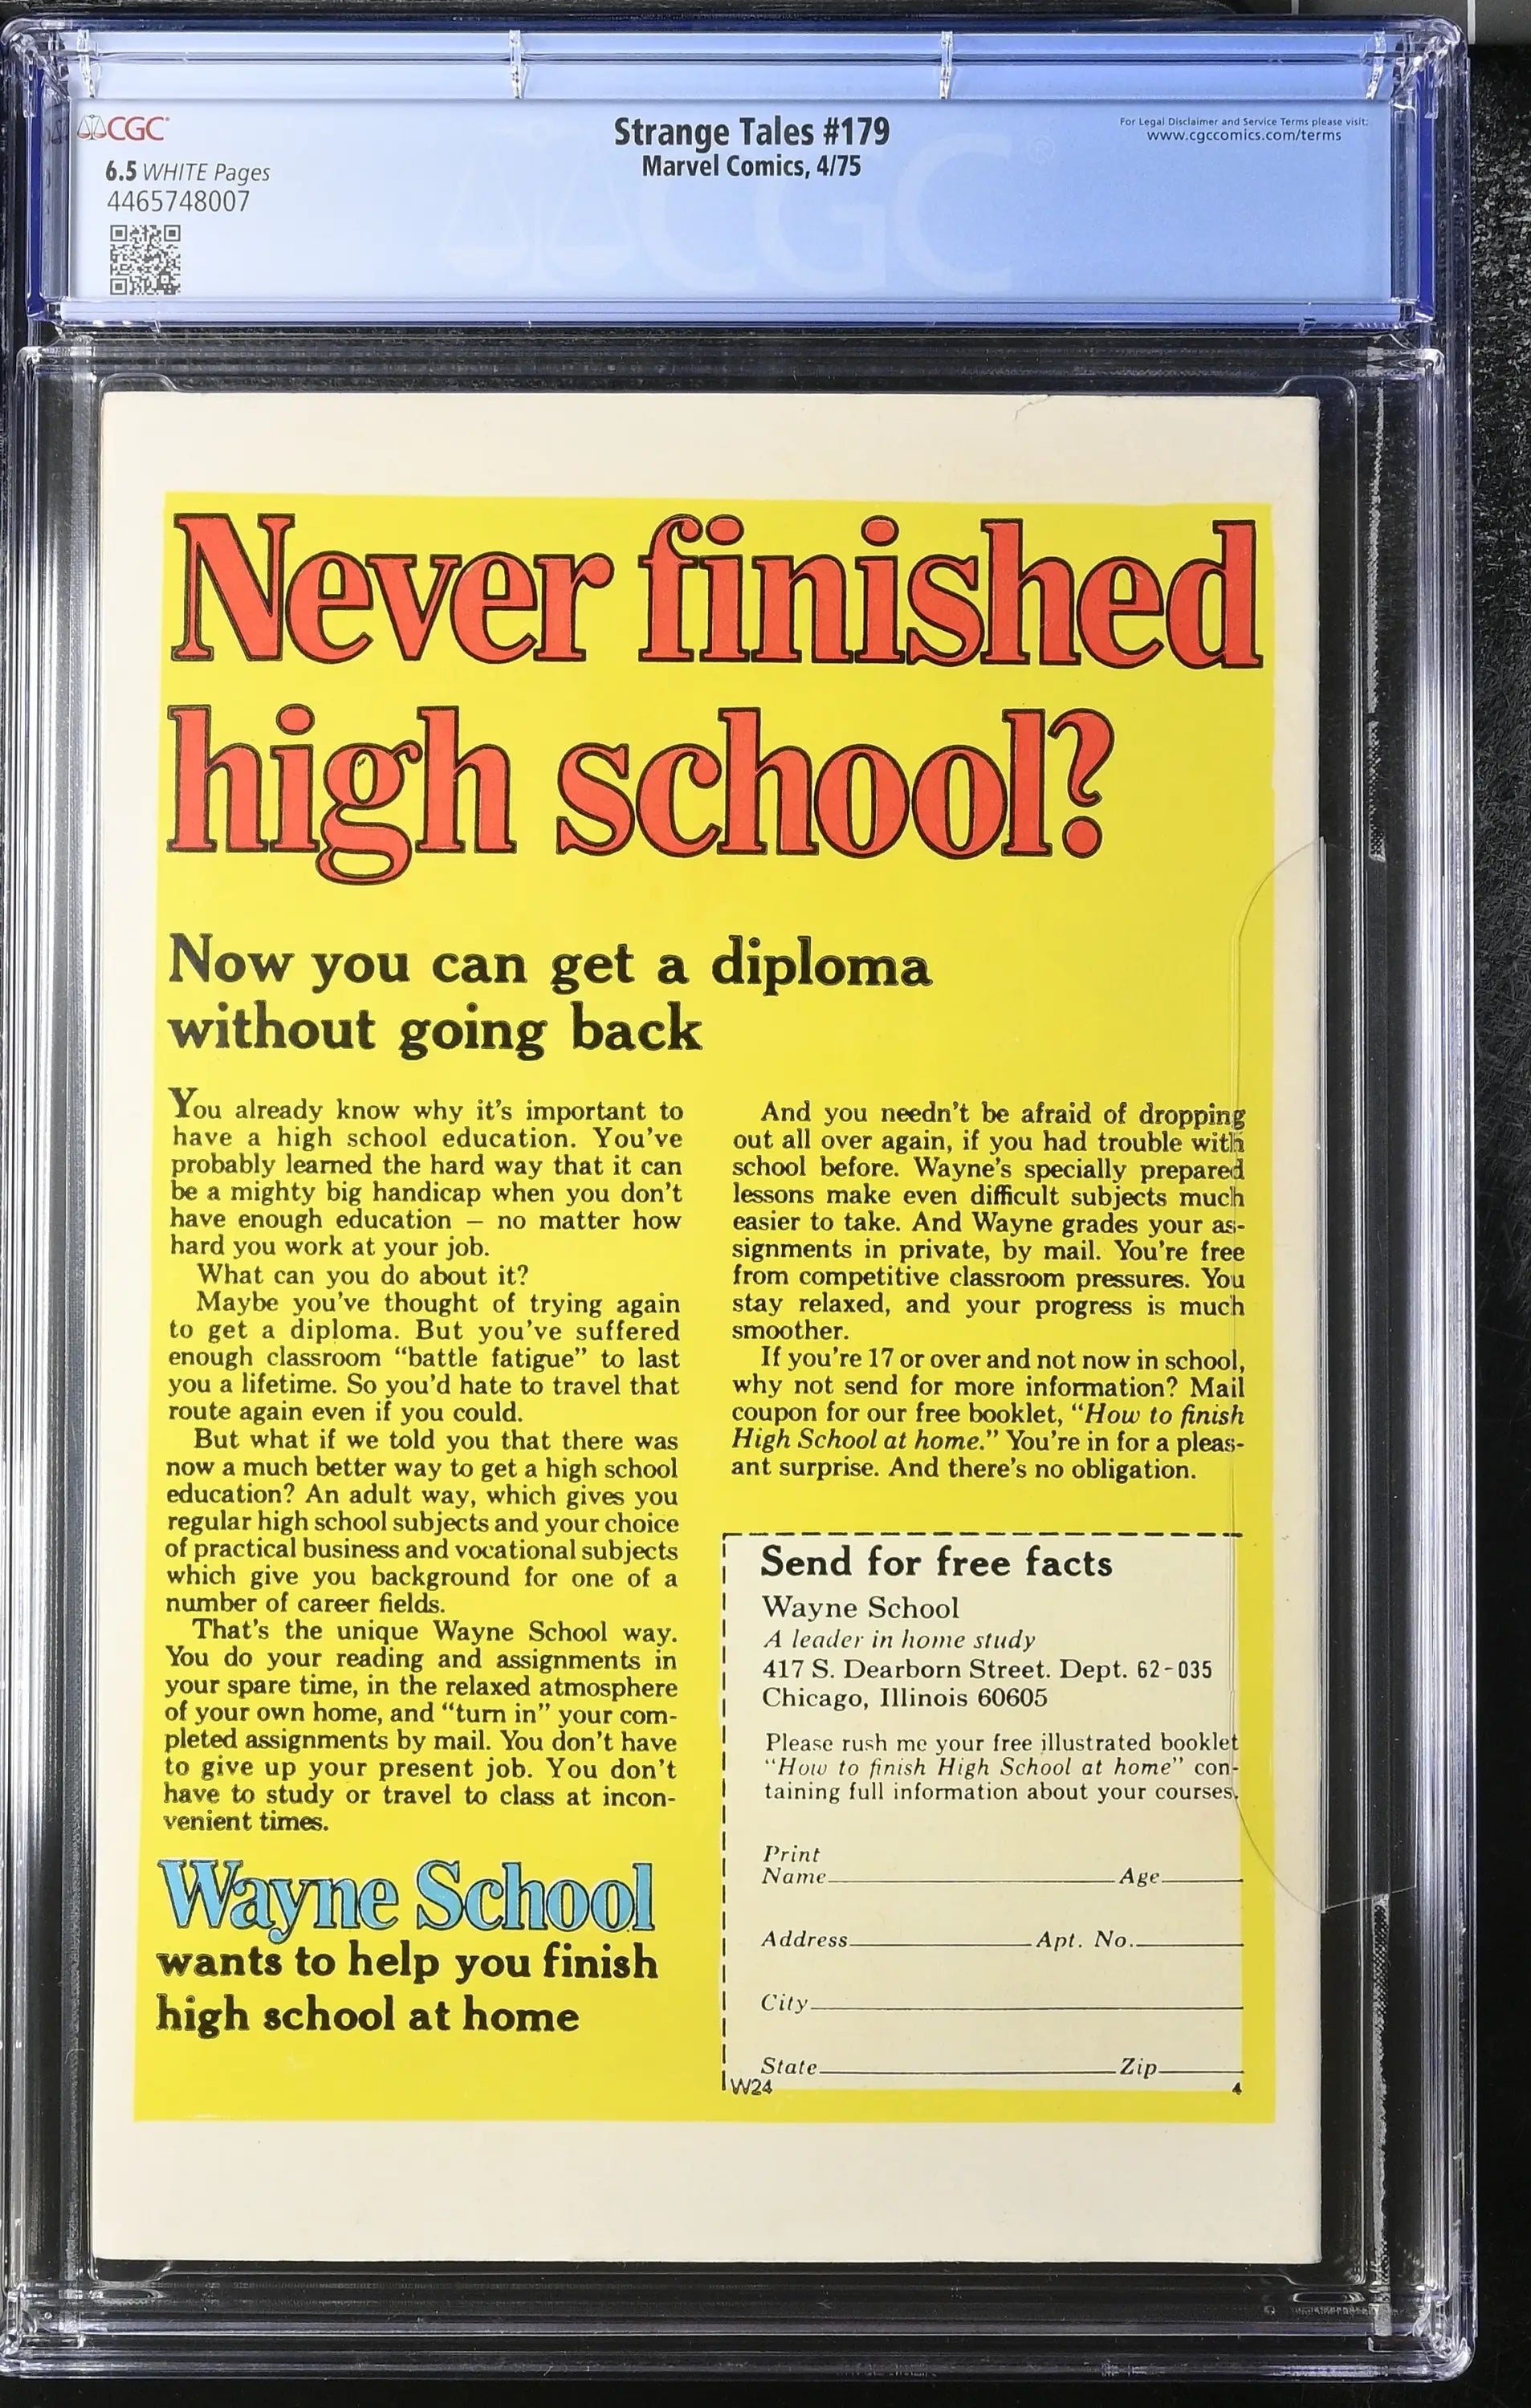 CGC
6.5 WHITE Pages
4465748007
Strange Tales #179
Marvel Comics, 4/75
For Legal Disclaimer and Service Terms please visit:
www.cgccomics.com/terms
CGC
Never finished
high school?
Now you can get a diploma
without going back
You already know why it's important to
have a high school education. You've
probably learned the hard way that it can
be a mighty big handicap when you don't
have enough education — no matter how
hard you work at your job.
What can you do about it?
Maybe you've thought of trying again
to get a diploma. But you've suffered
enough classroom “battle fatigue” to last
you a lifetime. So you'd hate to travel that
route again even if you could.
But what if we told you that there was
now a much better way to get a high school
education? An adult way, which gives you
regular high school subjects and your choice
of practical business and vocational subjects
which give you background for one of a
number of career fields.
That's the unique Wayne School way.
You do your reading and assignments in
your spare time, in the relaxed atmosphere
of your own home, and “turn in” your com-
pleted assignments by mail. You don't have
to give up your present job. You don't
have to study or travel to class at incon-
venient times.
Wayne School
wants to help you finish
high school at home
And you needn't be afraid of dropping
out all over again, if you had trouble with
school before. Wayne's specially prepared
lessons make even difficult subjects much
easier to take. And Wayne grades your as-
signments in private, by mail. You're free
from competitive classroom pressures. You
stay relaxed, and your progress is much
smoother.
If you're 17 or over and not now in school,
why not send for more information? Mail
coupon for our free booklet, “How to finish
High School at home.” You're in for a pleas-
ant surprise. And there's no obligation.
Send for free facts
Wayne School
A leader in home study
417 S. Dearborn Street. Dept. 62-035
Chicago, Illinois 60605
Please rush me your free illustrated booklet
“How to finish High School at home” con-
taining full information about your courses.
Print
Name Age
Address Apt. No.
City
State Zip
W24 4